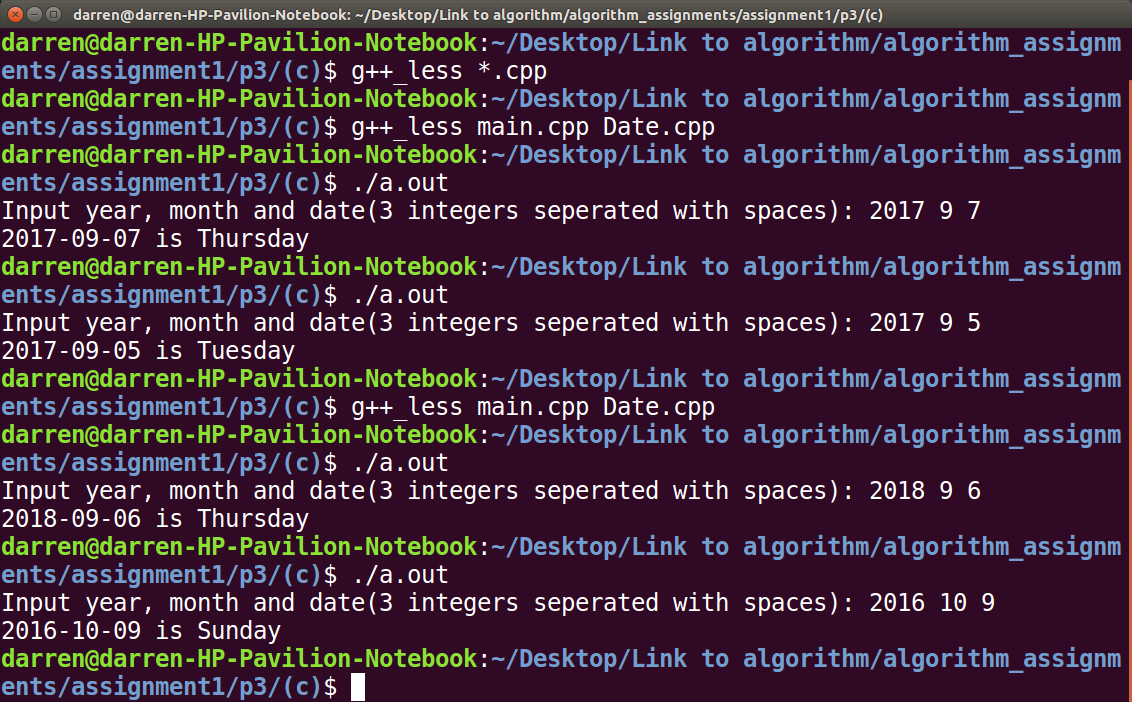 darren@darren-HP-Pavilion-Notebook: ~/Desktop/Link to algorithm/algorithm_assignments/assignment1/p3/(c)
darren@darren-HP-Pavilion-Notebook:~/Desktop/Link to algorithm/algorithm_assignm
ents/assignment1/p3/(c)$ g++_less *.cpp
darren@darren-HP-Pavilion-Notebook:~/Desktop/Link to algorithm/algorithm_assignm
ents/assignment1/p3/(c)$ g++_less main.cpp Date.cpp
darren@darren-HP-Pavilion-Notebook:~/Desktop/Link to algorithm/algorithm_assignm
ents/assignment1/p3/(c)$ ./a.out
Input year, month and date(3 integers seperated with spaces): 2017 9 7
2017-09-07 is Thursday
darren@darren-HP-Pavilion-Notebook:~/Desktop/Link to algorithm/algorithm_assignm
ents/assignment1/p3/(c)$ ./a.out
Input year, month and date(3 integers seperated with spaces): 2017 9 5
2017-09-05 is Tuesday
darren@darren-HP-Pavilion-Notebook:~/Desktop/Link to algorithm/algorithm_assignm
ents/assignment1/p3/(c)$ g++_less main.cpp Date.cpp
darren@darren-HP-Pavilion-Notebook:~/Desktop/Link to algorithm/algorithm_assignm
ents/assignment1/p3/(c)$ ./a.out
Input year, month and date(3 integers seperated with spaces): 2018 9 6
2018-09-06 is Thursday
darren@darren-HP-Pavilion-Notebook:~/Desktop/Link to algorithm/algorithm_assignm
ents/assignment1/p3/(c)$ ./a.out
Input year, month and date(3 integers seperated with spaces): 2016 10 9
2016-10-09 is Sunday
darren@darren-HP-Pavilion-Notebook:~/Desktop/Link to algorithm/algorithm_assignm
ents/assignment1/p3/(c)$